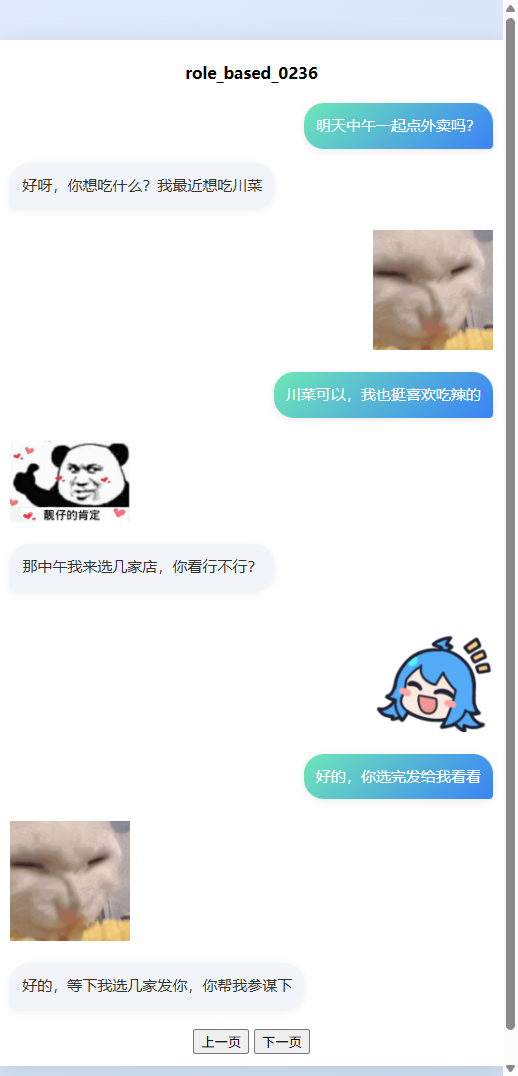 role_based_0236
明天中午一起点外卖吗？
好呀，你想吃什么？我最近想吃川菜
川菜可以，我也挺喜欢吃辣的
靓仔的肯定
那中午我来选几家店，你看行不行？
好的，你选完发给我看看
好的，等下我选几家发你，你帮我参谋下
上一页 下一页